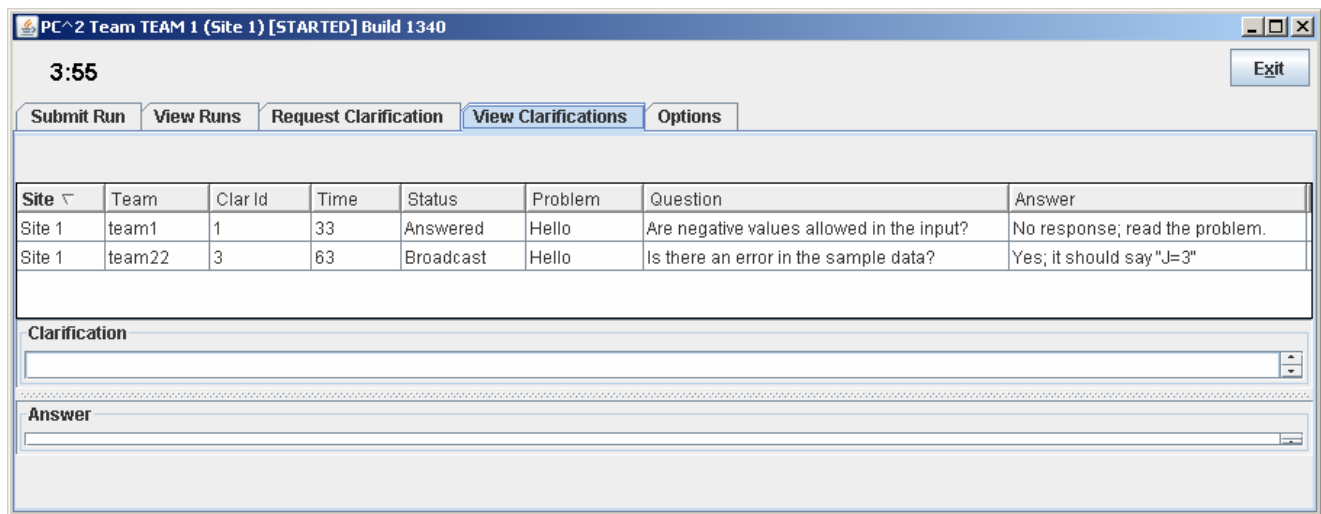 PC^2 Team TEAM 1 (Site 1) [STARTED] Build 1340
3:55 Exit
Submit Run View Runs Request Clarification View Clarifications Options
Site Team Clar Id Time Status Problem Question Answer
Site 1 team1 1 33 Answered Hello Are negative values allowed in the input? No response; read the problem.
Site 1 team22 3 63 Broadcast Hello Is there an error in the sample data? Yes; it should say "J=3"
Clarification
Answer